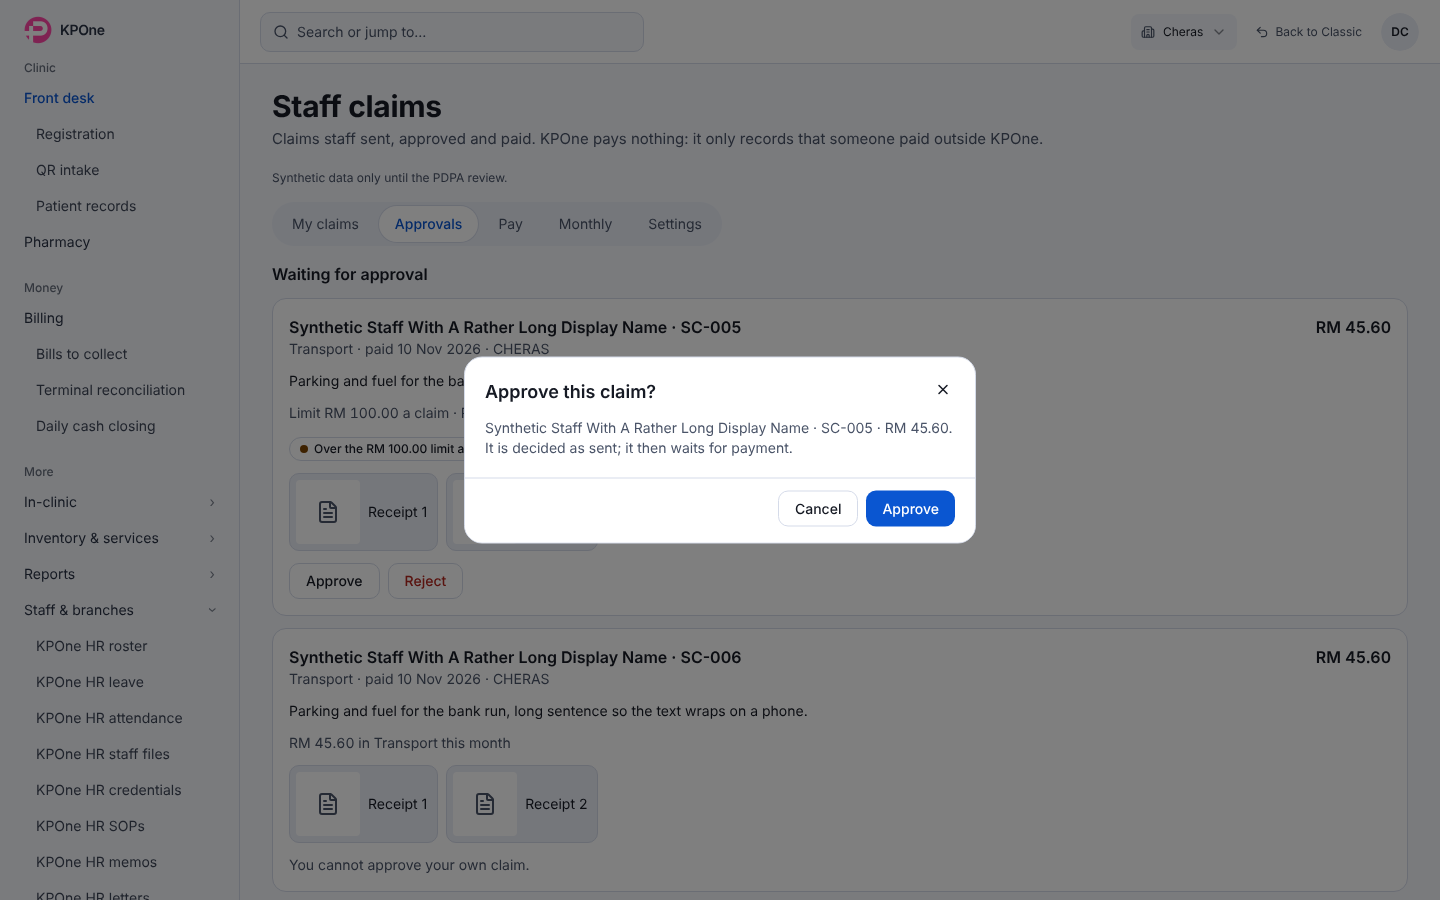 KPOne
Search or jump to...
Cheras
Back to Classic
DC
Clinic
Front desk
Registration
QR intake
Patient records
Pharmacy
Money
Billing
Bills to collect
Terminal reconciliation
Daily cash closing
More
In-clinic
Inventory & services
Reports
Staff & branches
KPOne HR roster
KPOne HR leave
KPOne HR attendance
KPOne HR staff files
KPOne HR credentials
KPOne HR SOPs
KPOne HR memos
KPOne HR letters
Staff claims
Claims staff sent, approved and paid. KPOne pays nothing: it only records that someone paid outside KPOne.
Synthetic data only until the PDPA review.
My claims
Approvals
Pay
Monthly
Settings
Waiting for approval
Synthetic Staff With A Rather Long Display Name · SC-005
RM 45.60
Transport · paid 10 Nov 2026 · CHERAS
Parking and fuel for the ba
Limit RM 100.00 a claim ·
Over the RM 100.00 limit a
Receipt 1
Approve
Reject
Approve this claim?
Synthetic Staff With A Rather Long Display Name · SC-005 · RM 45.60.
It is decided as sent; it then waits for payment.
Cancel
Approve
Synthetic Staff With A Rather Long Display Name · SC-006
RM 45.60
Transport · paid 10 Nov 2026 · CHERAS
Parking and fuel for the bank run, long sentence so the text wraps on a phone.
RM 45.60 in Transport this month
Receipt 1
Receipt 2
You cannot approve your own claim.